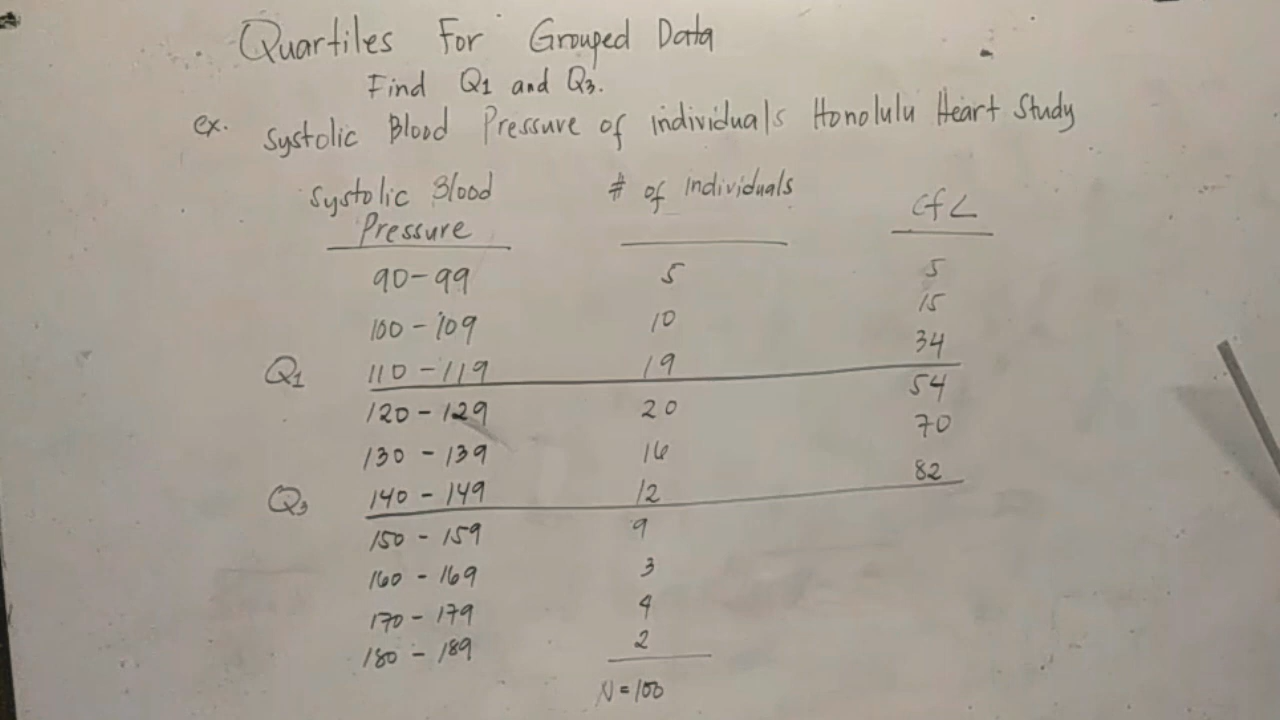 Quartiles For Grouped Data
Find Q1 and Q3.
ex. Systolic Blood Pressure of individuals Honolulu Heart Study
Systolic Blood Pressure # of individuals cf<
90-99 5 5
100-109 10 15
Q1 110-119 19 34
120-129 20 54
130-139 16 70
Q3 140-149 12 82
150-159 9
160-169 3
170-179 4
180-189 2
N=100